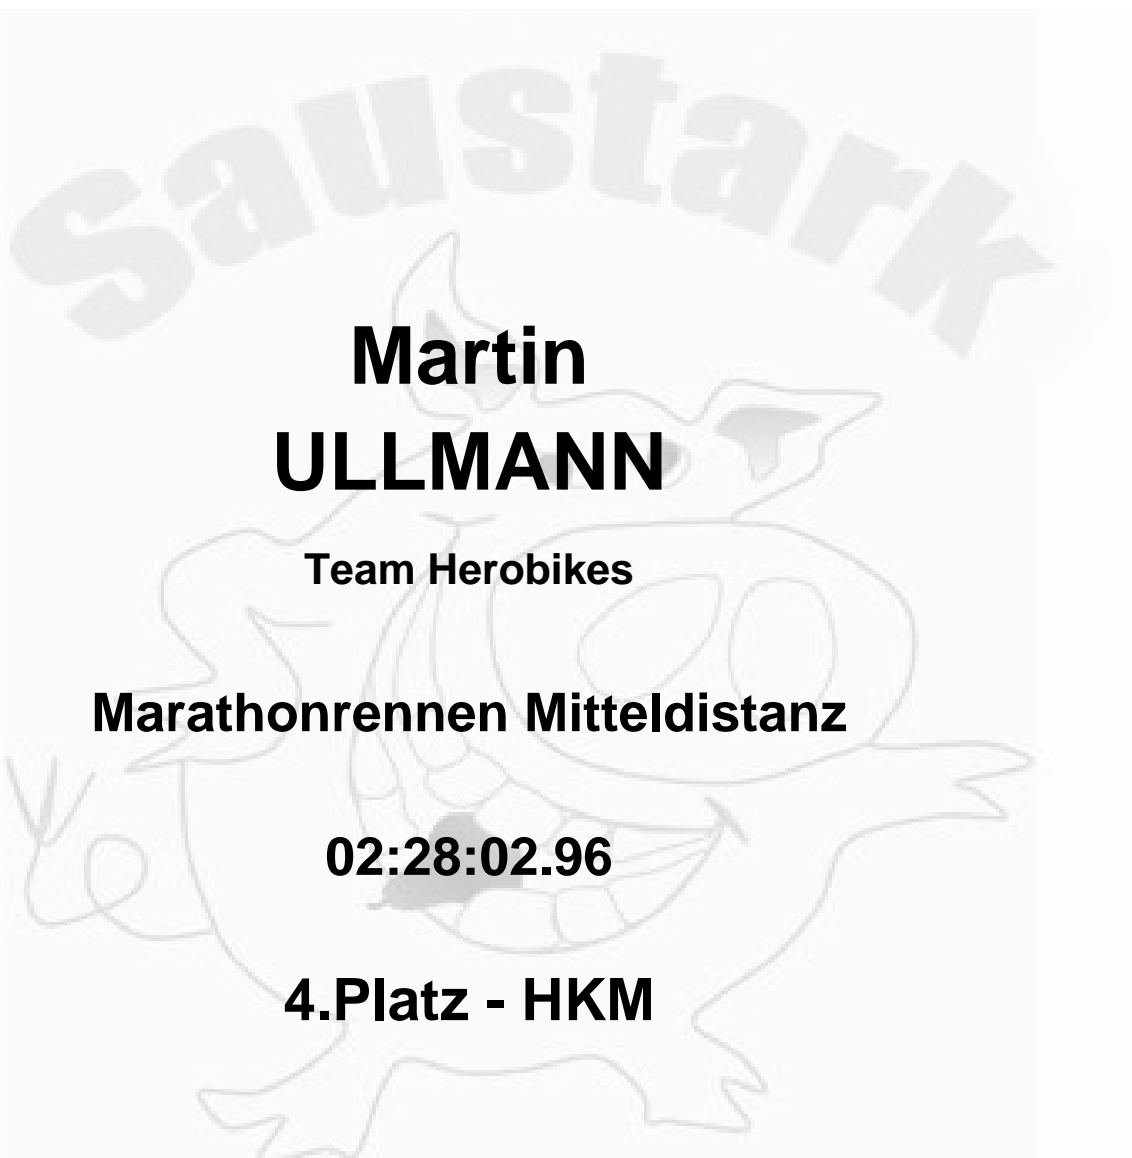 Saustark
Martin
ULLMANN
Team Herobikes
Marathonrennen Mitteldistanz
02:28:02.96
4.Platz - HKM